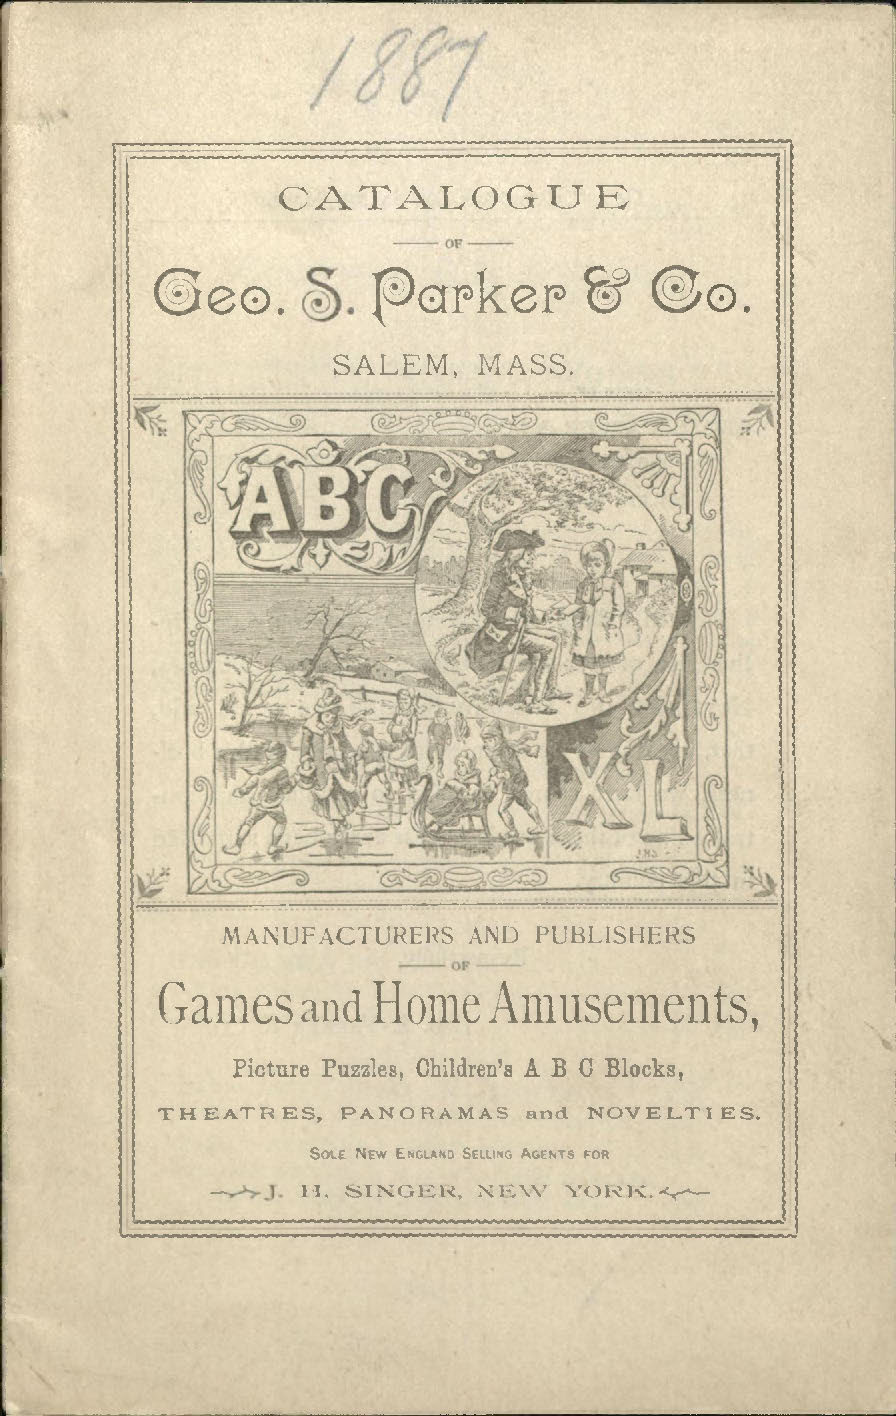 1887
CATALOGUE
OF
Geo. S. Parker & Co.
SALEM, MASS.
ABC
XL
MANUFACTURERS AND PUBLISHERS
OF
Games and Home Amusements,
Picture Puzzles, Children's A B C Blocks,
THEATRES, PANORAMAS and NOVELTIES.
SOLE NEW ENGLAND SELLING AGENTS FOR
J. H. SINGER, NEW YORK.